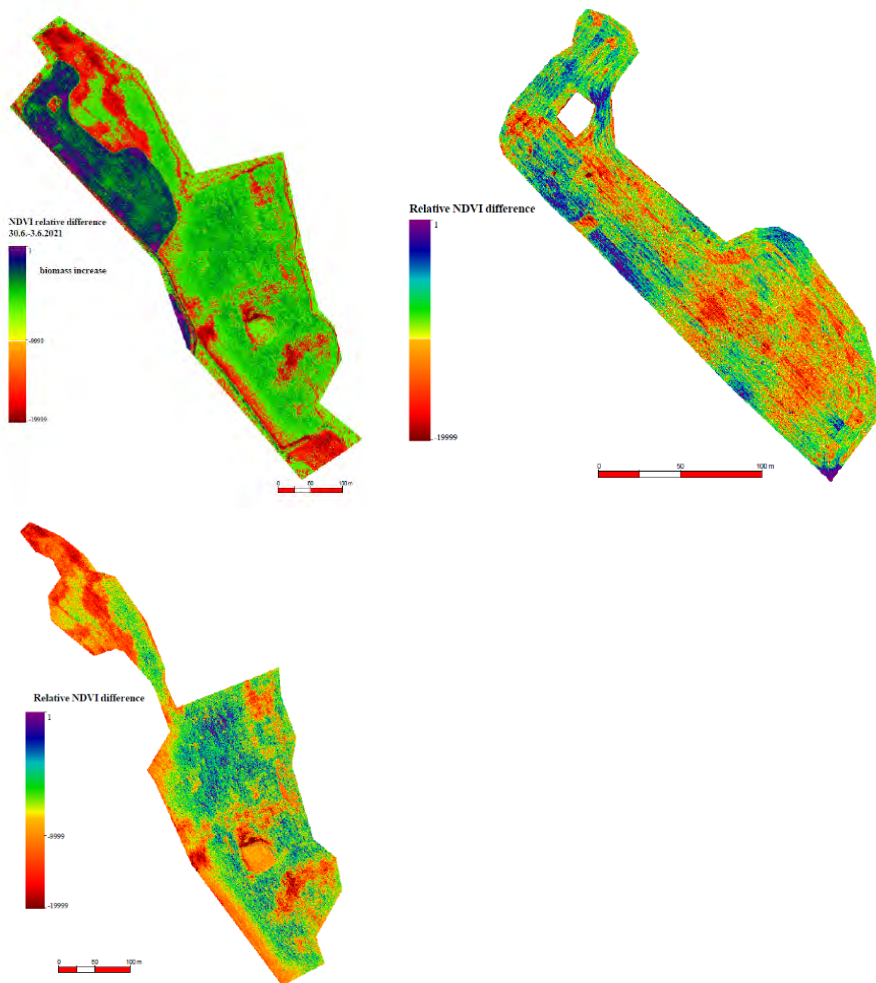 NDVI relative difference
30.6.-3.6.2021
1
biomass increase
-9999
-19999
0 50 100 m
Relative NDVI difference
1
-19999
0 50 100 m
Relative NDVI difference
1
-9999
-19999
0 50 100 m